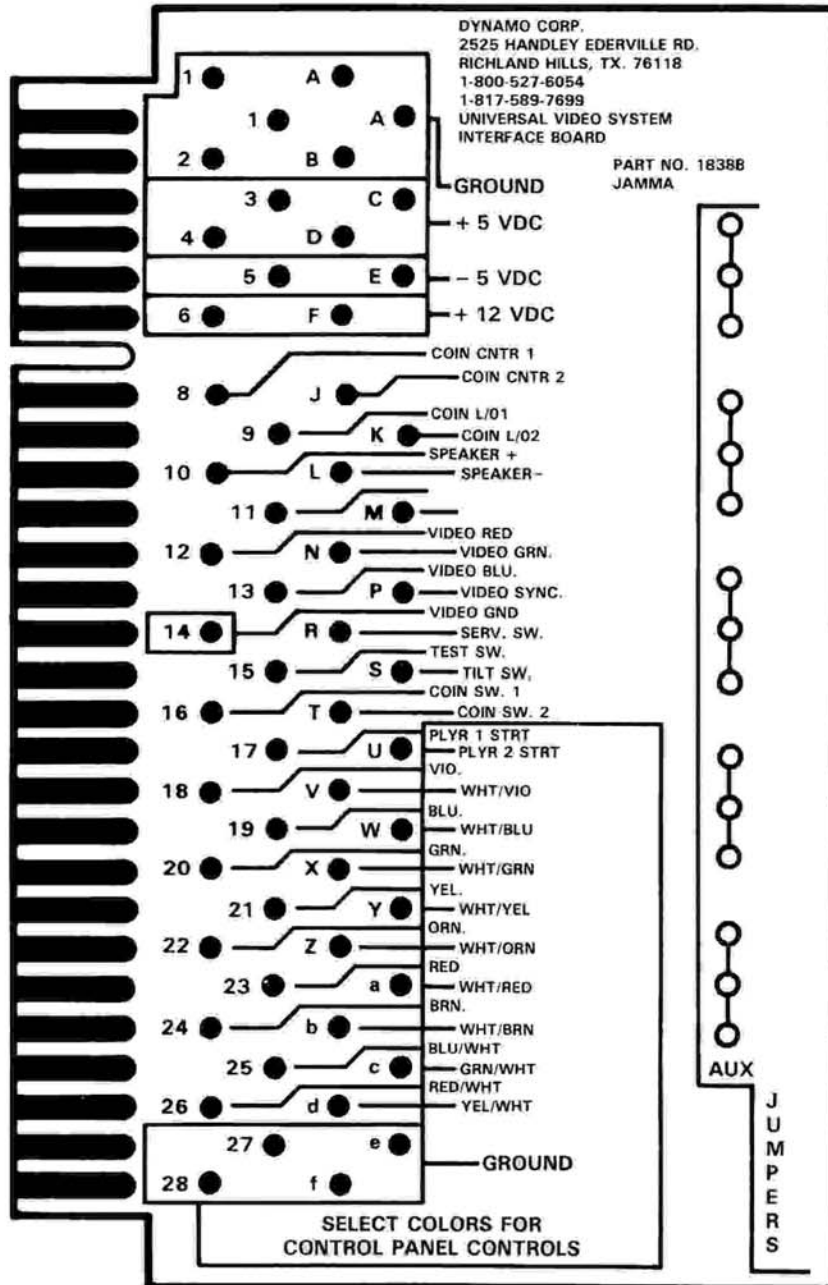 DYNAMO CORP.
2525 HANDLEY EDERVILLE RD.
RICHLAND HILLS, TX. 76118
1-800-527-6054
1-817-589-7699
UNIVERSAL VIDEO SYSTEM
INTERFACE BOARD
PART NO. 1838B
JAMMA
1 A
1 A
2 B
GROUND
3 C
+ 5 VDC
4 D
5 E - 5 VDC
6 F + 12 VDC
COIN CNTR 1
8 J COIN CNTR 2
COIN L/01
9 K COIN L/02
SPEAKER +
10 L SPEAKER-
11 M
VIDEO RED
12 N VIDEO GRN.
VIDEO BLU.
13 P VIDEO SYNC.
VIDEO GND
14 R SERV. SW.
TEST SW.
15 S TILT SW.
COIN SW. 1
16 T COIN SW. 2
PLYR 1 STRT
17 U PLYR 2 STRT
VIO.
18 V WHT/VIO
BLU.
19 W WHT/BLU
GRN.
20 X WHT/GRN
YEL.
21 Y WHT/YEL
ORN.
22 Z WHT/ORN
RED
23 a WHT/RED
BRN.
24 b WHT/BRN
BLU/WHT
25 c GRN/WHT
RED/WHT
26 d YEL/WHT
27 e
GROUND
28 f
SELECT COLORS FOR
CONTROL PANEL CONTROLS
AUX
JUMPERS